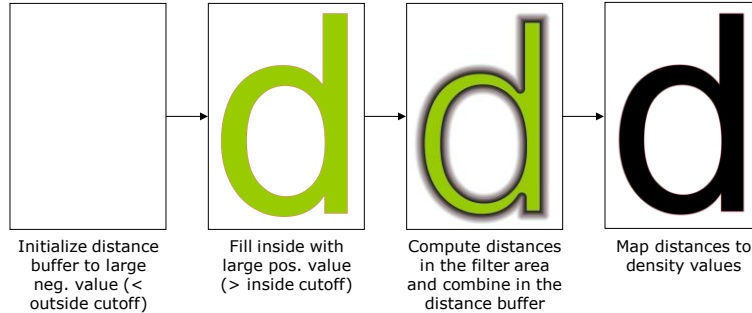 d
d
d
Initialize distance
buffer to large
neg. value (<
outside cutoff)
Fill inside with
large pos. value
(> inside cutoff)
Compute distances
in the filter area
and combine in the
distance buffer
Map distances to
density values